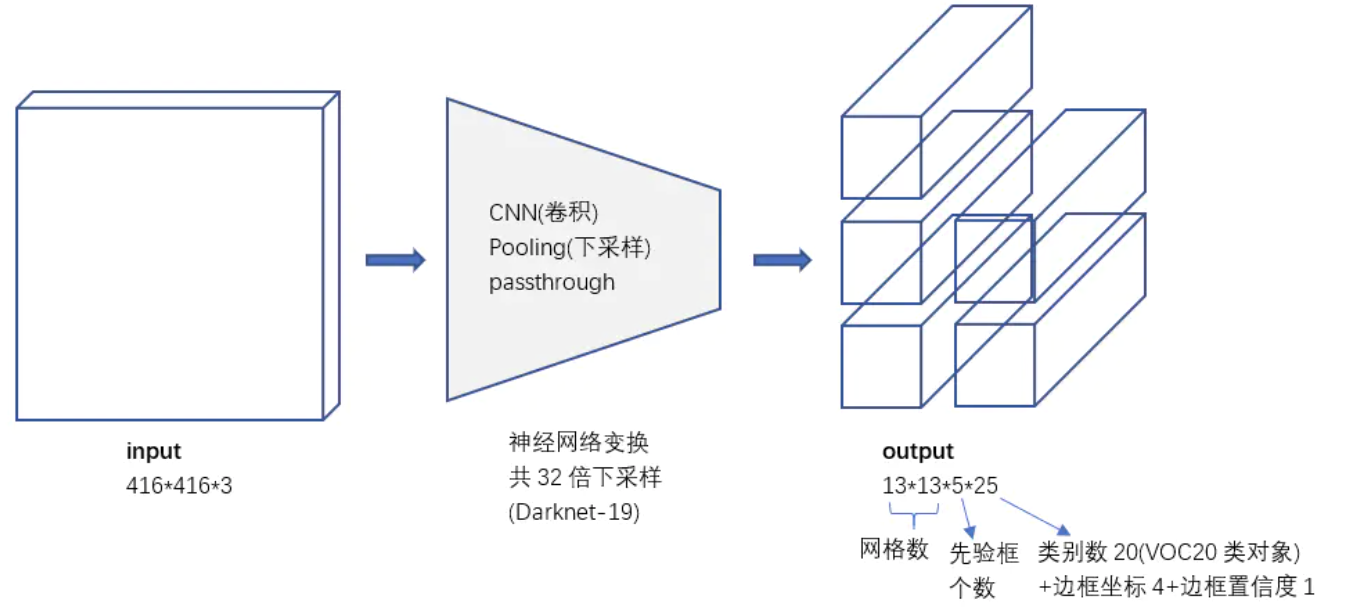 CNN(卷积)
Pooling(下采样)
passthrough
input
416*416*3
神经网络变换
共 32 倍下采样
(Darknet-19)
output
13*13*5*25
网格数
先验框
个数
类别数 20(VOC20 类对象)
+边框坐标 4+边框置信度 1